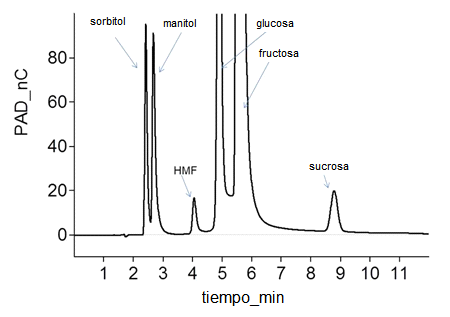 sorbitol
manitol
glucosa
fructosa
HMF
sucrosa
PAD_nC
80
60
40
20
0
1 2 3 4 5 6 7 8 9 10 11
tiempo_min